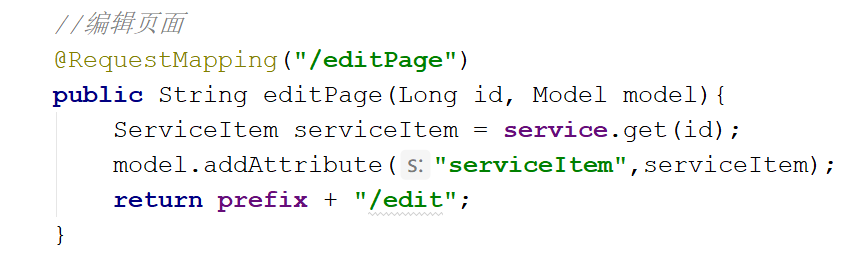 //编辑页面
@RequestMapping("/editPage")
public String editPage(Long id, Model model){
ServiceItem serviceItem = service.get(id);
model.addAttribute( s: "serviceItem",serviceItem);
return prefix + "/edit";
}